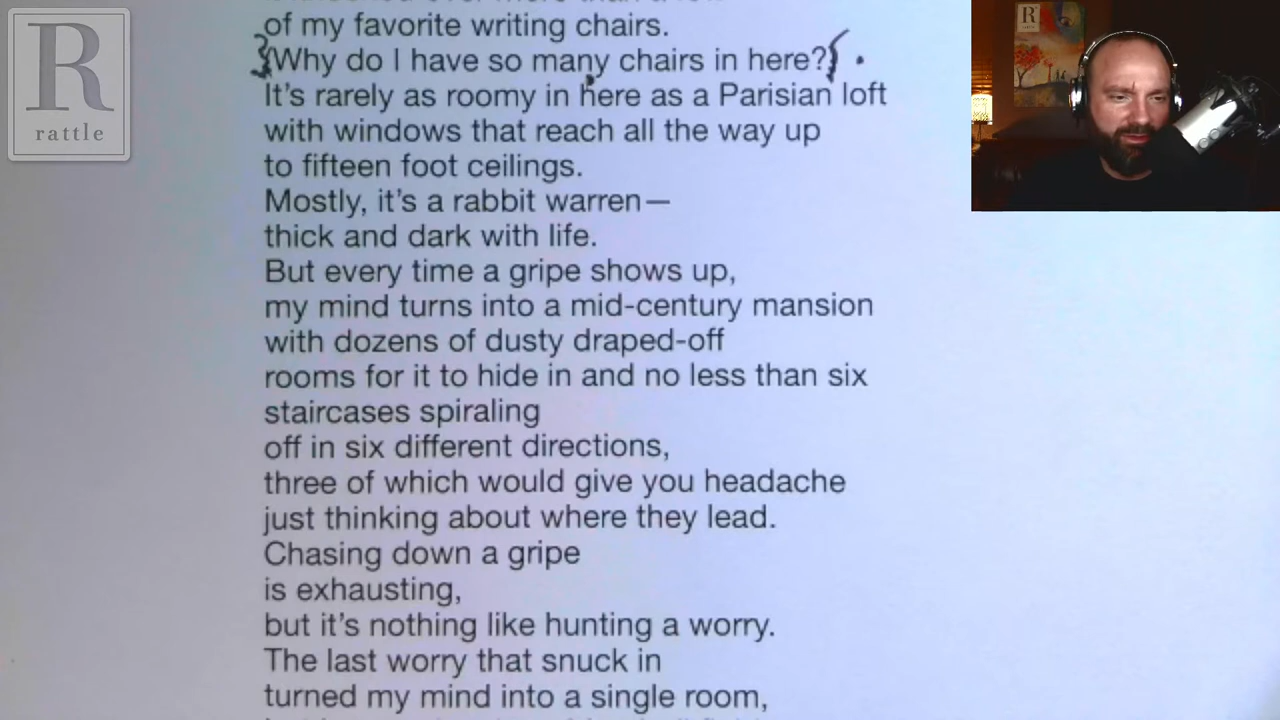 R
rattle
of my favorite writing chairs.
(Why do I have so many chairs in here?)
It's rarely as roomy in here as a Parisian loft
with windows that reach all the way up
to fifteen foot ceilings.
Mostly, it's a rabbit warren—
thick and dark with life.
But every time a gripe shows up,
my mind turns into a mid-century mansion
with dozens of dusty draped-off
rooms for it to hide in and no less than six
staircases spiraling
off in six different directions,
three of which would give you headache
just thinking about where they lead.
Chasing down a gripe
is exhausting,
but it's nothing like hunting a worry.
The last worry that snuck in
turned my mind into a single room,